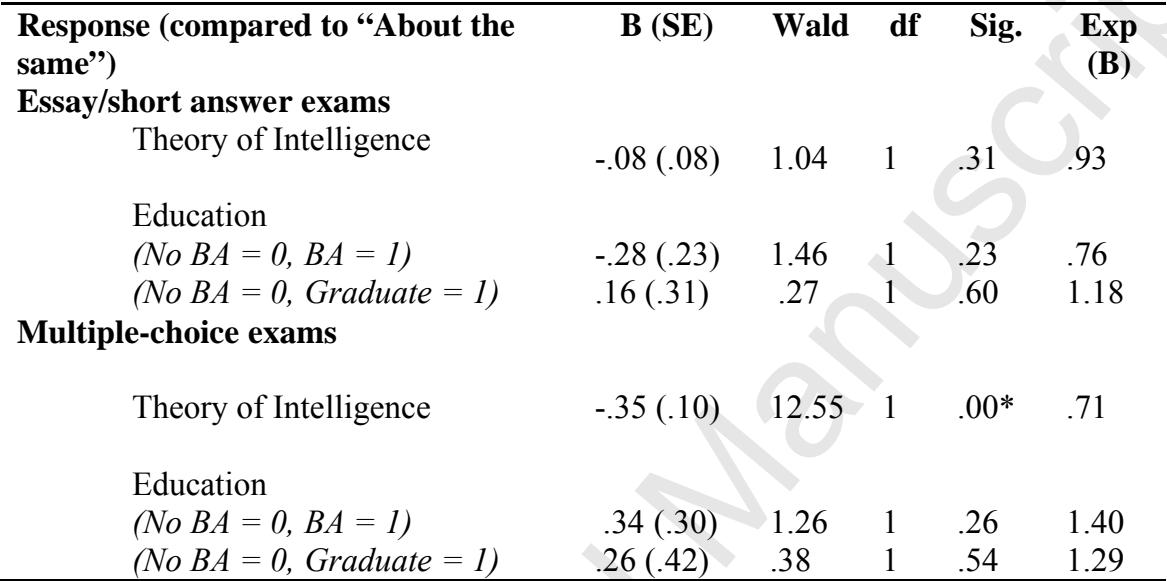 Response (compared to “About the same”) B (SE) Wald df Sig. Exp (B)
Essay/short answer exams
Theory of Intelligence -.08 (.08) 1.04 1 .31 .93
Education
(No BA = 0, BA = 1) -.28 (.23) 1.46 1 .23 .76
(No BA = 0, Graduate = 1) .16 (.31) .27 1 .60 1.18
Multiple-choice exams
Theory of Intelligence -.35 (.10) 12.55 1 .00* .71
Education
(No BA = 0, BA = 1) .34 (.30) 1.26 1 .26 1.40
(No BA = 0, Graduate = 1) .26 (.42) .38 1 .54 1.29
Manuscrip